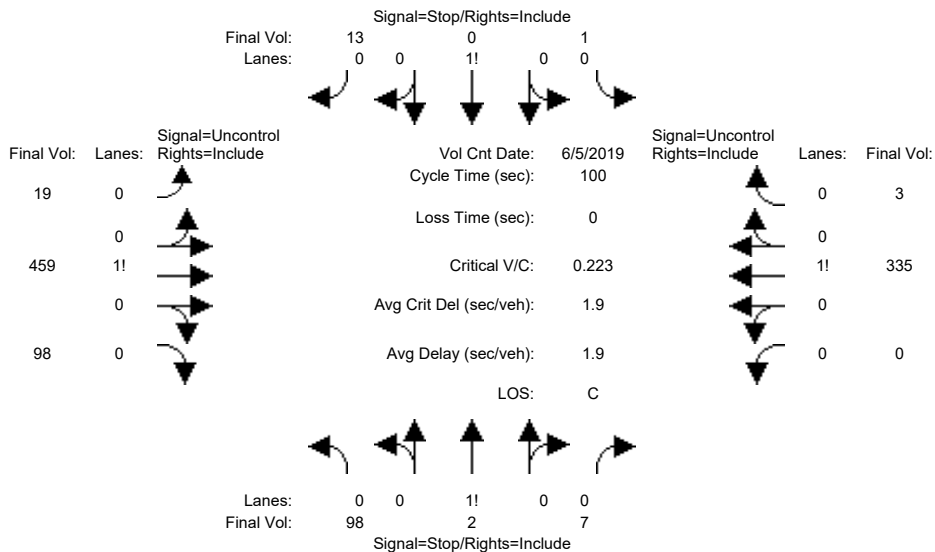 Signal=Stop/Rights=Include
Final Vol: 13 0 1
Lanes: 0 0 1! 0 0
Signal=Uncontrol
Final Vol: Lanes: Rights=Include
Vol Cnt Date: 6/5/2019
Signal=Uncontrol
Rights=Include Lanes: Final Vol:
Cycle Time (sec): 100
19 0
0 3
Loss Time (sec): 0
0
0
459 1!
Critical V/C: 0.223
1! 335
0
Avg Crit Del (sec/veh): 1.9
0
98 0
Avg Delay (sec/veh): 1.9
0 0
LOS: C
Lanes: 0 0 1! 0 0
Final Vol: 98 2 7
Signal=Stop/Rights=Include